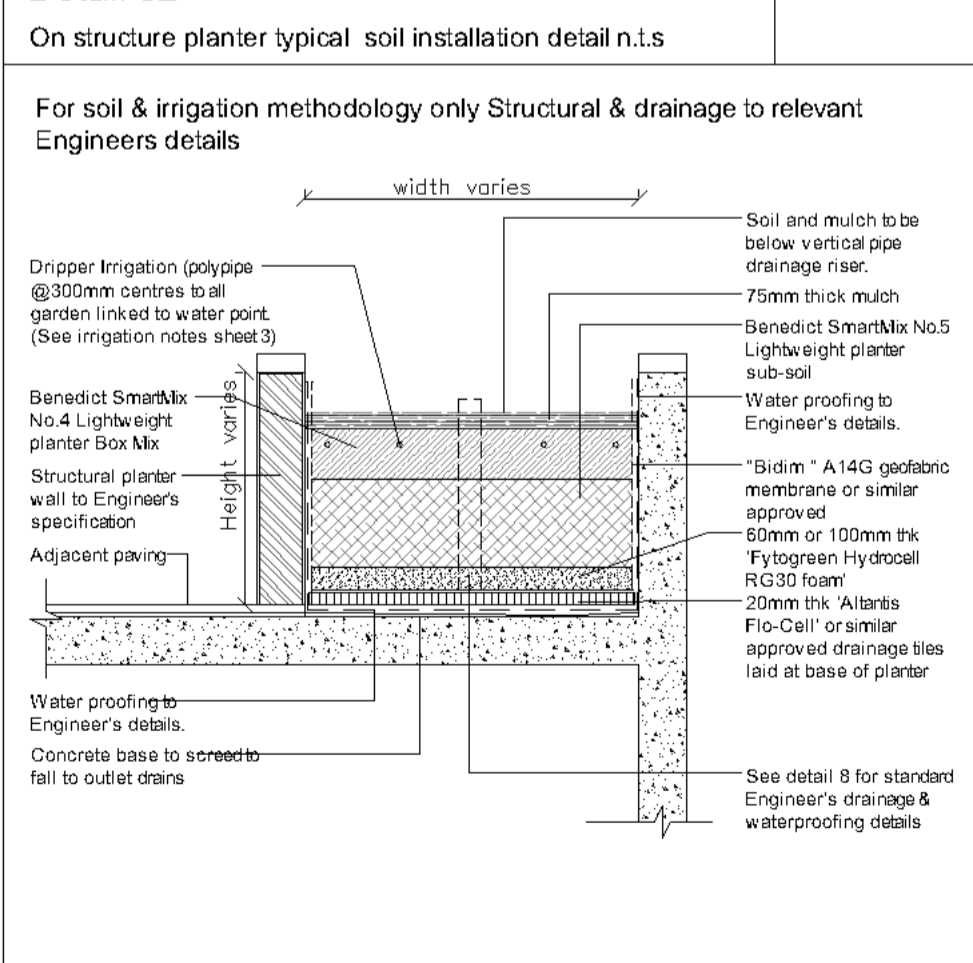 On structure planter typical soil installation detail n.t.s
For soil & irrigation methodology only Structural & drainage to relevant
Engineers details
width varies
Dripper Irrigation (polypipe
@300mm centres to all
garden linked to water point.
(See irrigation notes sheet 3)
Benedict SmartMix
No.4 Lightweight
planter Box Mix
Structural planter
wall to Engineer's
specification
Adjacent paving
Height varies
Water proofing to
Engineer's details.
Concrete base to screed to
fall to outlet drains
Soil and mulch to be
below vertical pipe
drainage riser.
75mm thick mulch
Benedict SmartMix No.5
Lightweight planter
sub-soil
Water proofing to
Engineer's details.
"Bidim " A14G geofabric
membrane or similar
approved
60mm or 100mm thk
'Fytogreen Hydrocell
RG30 foam'
20mm thk 'Altantis
Flo-Cell' or similar
approved drainage tiles
laid at base of planter
See detail 8 for standard
Engineer's drainage &
waterproofing details